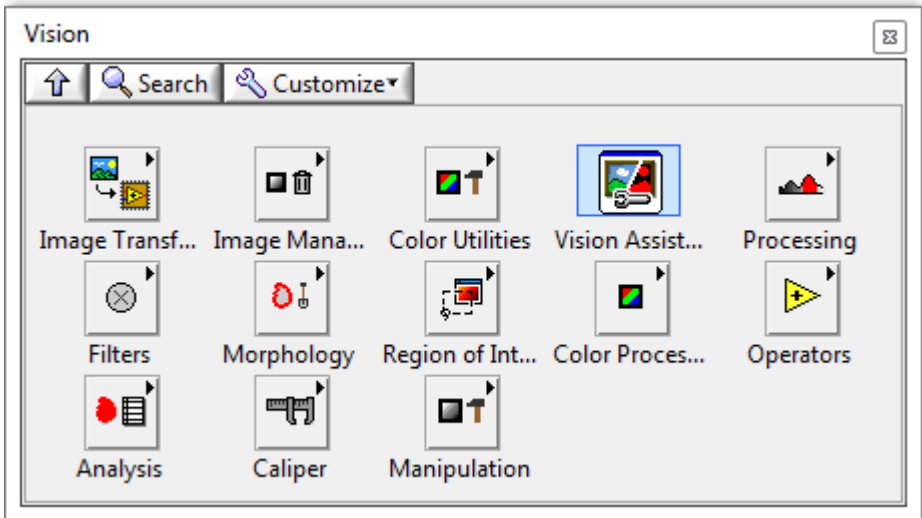 Vision
Search Customize
Image Transf... Image Mana... Color Utilities Vision Assist... Processing
Filters Morphology Region of Int... Color Proces... Operators
Analysis Caliper Manipulation